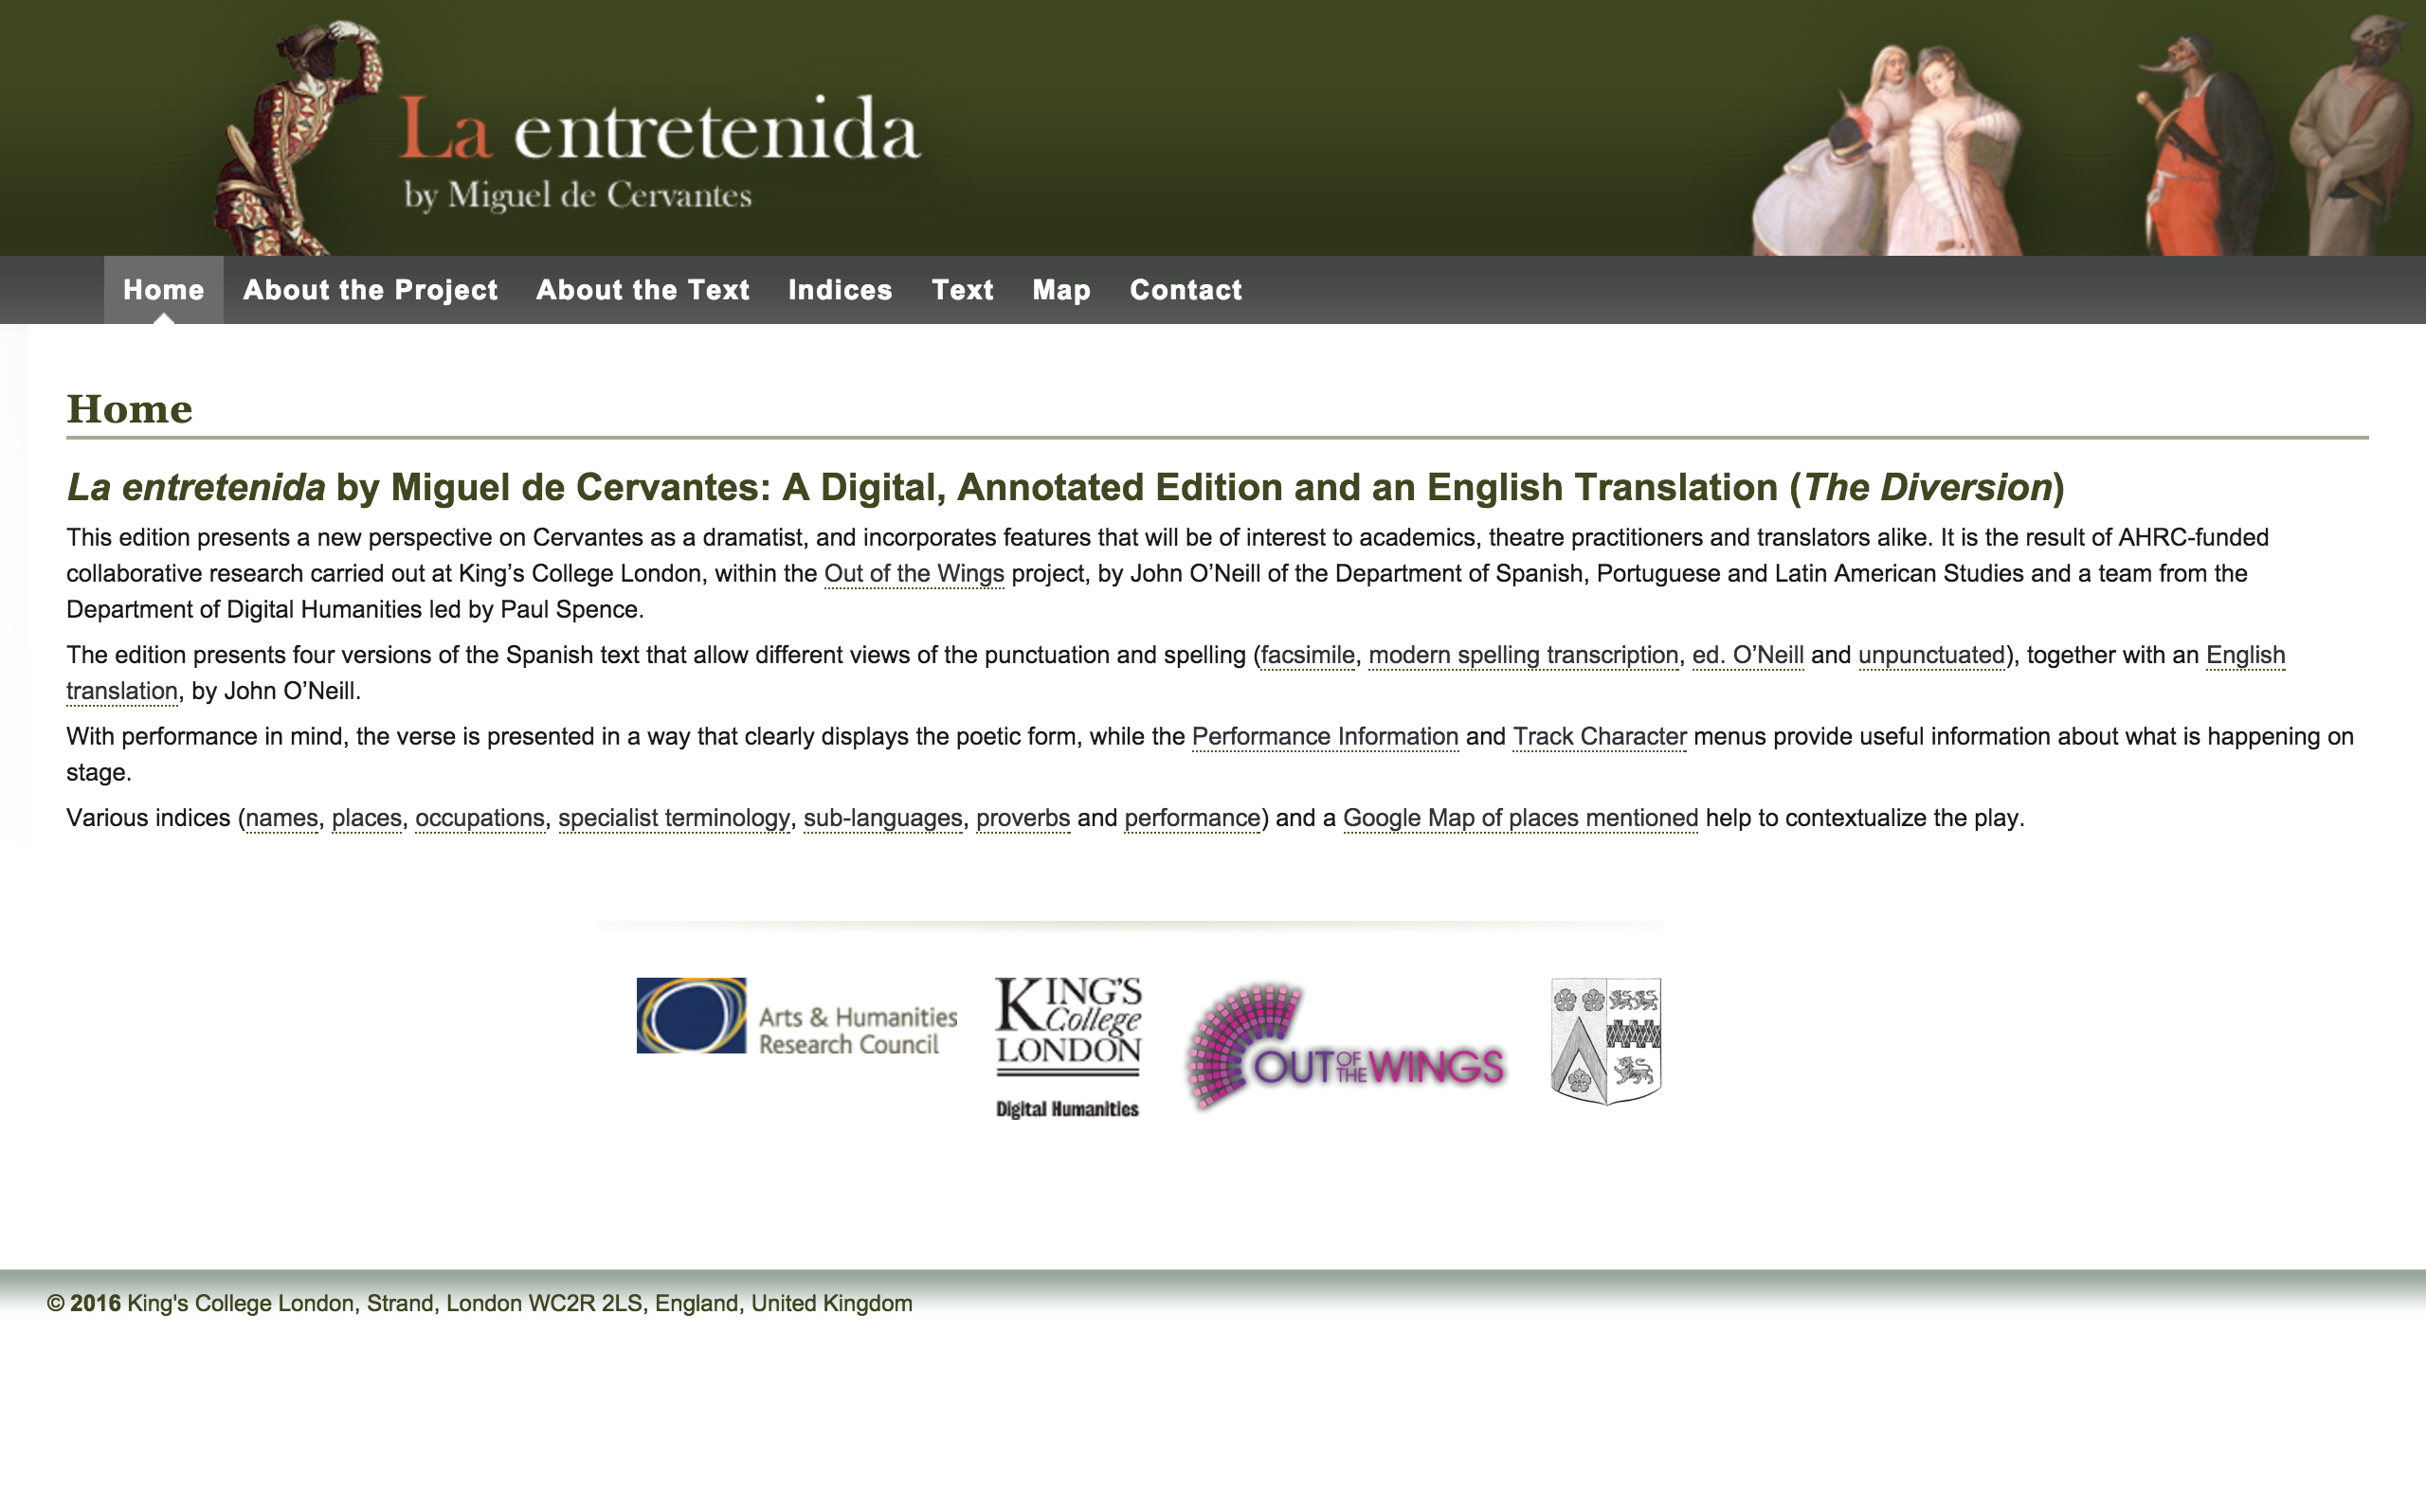 La entretenida
by Miguel de Cervantes
Home About the Project About the Text Indices Text Map Contact
Home
La entretenida by Miguel de Cervantes: A Digital, Annotated Edition and an English Translation (The Diversion)
This edition presents a new perspective on Cervantes as a dramatist, and incorporates features that will be of interest to academics, theatre practitioners and translators alike. It is the result of AHRC-funded
collaborative research carried out at King’s College London, within the Out of the Wings project, by John O’Neill of the Department of Spanish, Portuguese and Latin American Studies and a team from the
Department of Digital Humanities led by Paul Spence.
The edition presents four versions of the Spanish text that allow different views of the punctuation and spelling (facsimile, modern spelling transcription, ed. O’Neill and unpunctuated), together with an English
translation, by John O’Neill.
With performance in mind, the verse is presented in a way that clearly displays the poetic form, while the Performance Information and Track Character menus provide useful information about what is happening on
stage.
Various indices (names, places, occupations, specialist terminology, sub-languages, proverbs and performance) and a Google Map of places mentioned help to contextualize the play.
Arts & Humanities
Research Council
KING'S
College
LONDON
Digital Humanities
OUT OF THE WINGS
© 2016 King's College London, Strand, London WC2R 2LS, England, United Kingdom